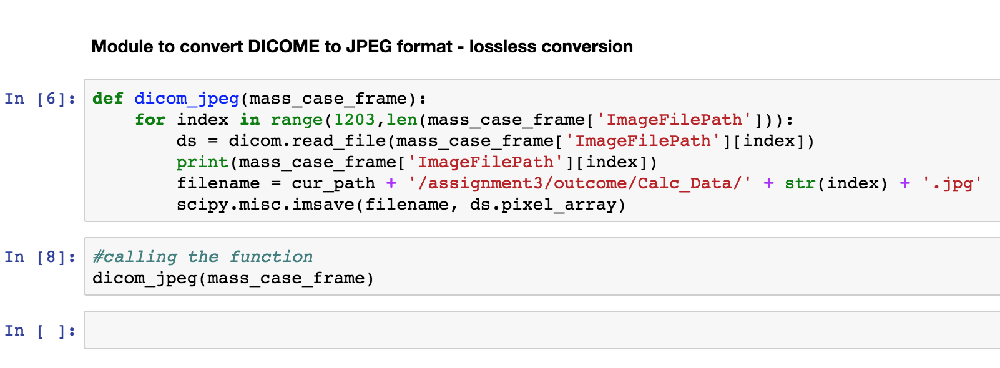 Module to convert DICOME to JPEG format - lossless conversion
In [6]: def dicom_jpeg(mass_case_frame):
    for index in range(1203,len(mass_case_frame['ImageFilePath'])):
        ds = dicom.read_file(mass_case_frame['ImageFilePath'][index])
        print(mass_case_frame['ImageFilePath'][index])
        filename = cur_path + '/assignment3/outcome/Calc_Data/' + str(index) + '.jpg'
        scipy.misc.imsave(filename, ds.pixel_array)
In [8]: #calling the function
dicom_jpeg(mass_case_frame)
In [ ]: